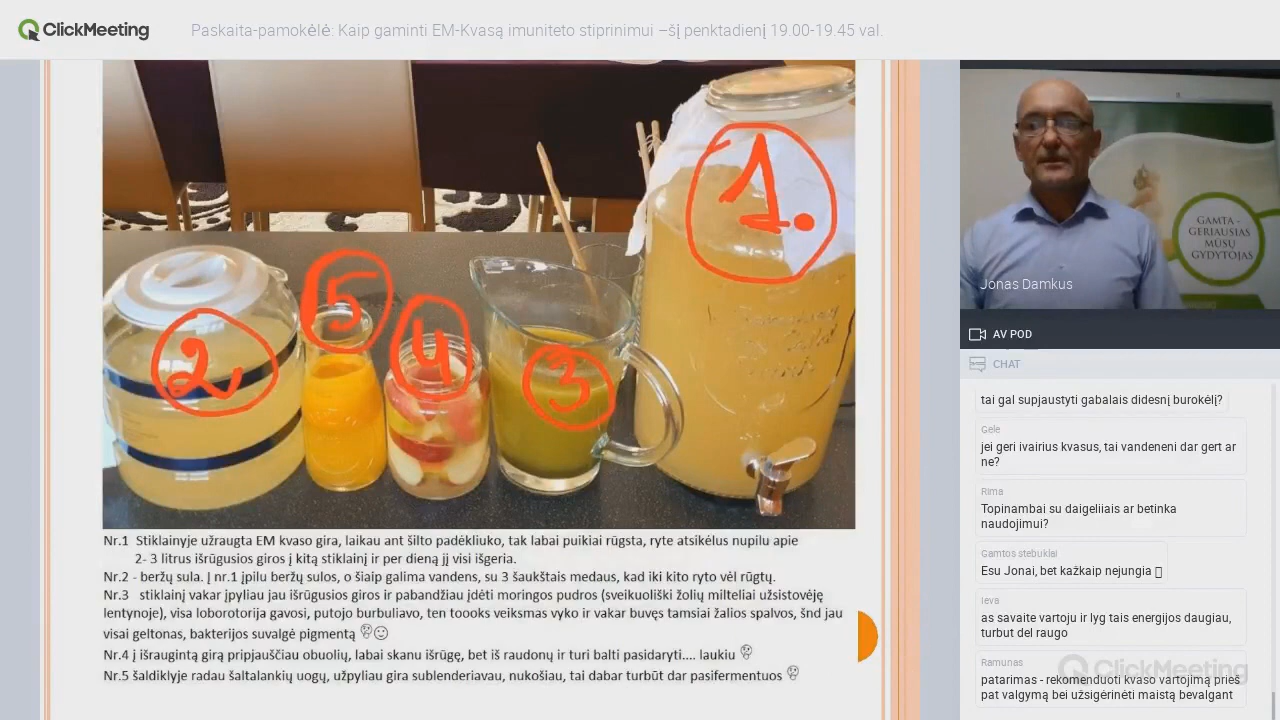 ClickMeeting
Paskaita-pamokėlė: Kaip gaminti EM-Kvasą imuniteto stiprinimui –šį penktadienį 19.00-19.45 val.
1.
2
5
4
3
Nr.1 Stiklainyje užraugta EM kvaso gira, laikau ant šilto padėkliuko, tak labai puikiai rūgsta, ryte atsikėlus nupilu apie
2- 3 litrus išrūgusios giros į kitą stiklainį ir per dieną jį visi išgeria.
Nr.2 - beržų sula. Į nr.1 įpilu beržų sulos, o šiaip galima vandens, su 3 šaukštais medaus, kad iki kito ryto vėl rūgtų.
Nr.3 stiklainį vakar įpyliau jau išrūgusios giros ir pabandžiau įdėti moringos pudros (sveikuoliški žolių milteliai užsistovėję
lentynoje), visa loborotorija gavosi, putojo burbuliavo, ten toooks veiksmas vyko ir vakar buvęs tamsiai žalios spalvos, šnd jau
visai geltonas, bakterijos suvalgė pigmentą
Nr.4 į išraugintą girą pripjausčiau obuolių, labai skanu išrūgę, bet iš raudonų ir turi balti pasidaryti.... laukiu
Nr.5 šaldiklyje radau šaltalankių uogų, užpyliau gira sublenderiavau, nukošiau, tai dabar turbūt dar pasifermentuos
GAMTA -
GERIAUSIAS
MŪSŲ
GYDYTOJAS
Jonas Damkus
AV POD
CHAT
tai gal supjaustyti gabalais didesnį burokėlį?
Gele
jei geri ivairius kvasus, tai vandeneni dar gert ar
ne?
Rima
Topinambai su daigeliiais ar betinka
naudojimui?
Gamtos stebuklai
Esu Jonai, bet kažkaip nejungia
Ieva
as savaite vartoju ir lyg tais energijos daugiau,
turbut del raugo
Ramunas
patarimas - rekomenduoti kvaso vartojimą prieš
pat valgymą bei užsigėrinėti maistą bevalgant
ClickMeeting